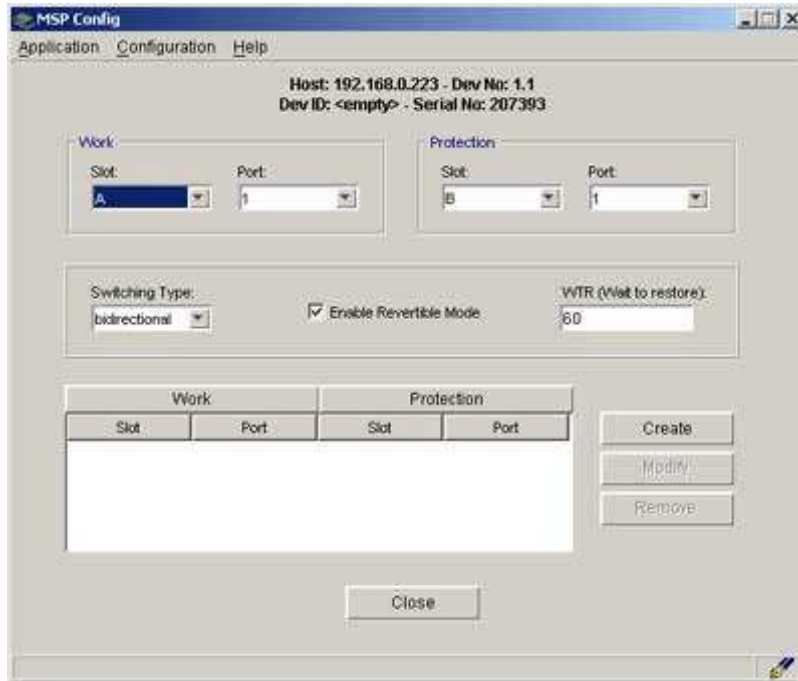 MSP Config
Application Configuration Help
Host: 192.168.0.223 - Dev No: 1.1
Dev ID: <empty> - Serial No: 207393
Work
Protection
Slot: Port: Slot: Port:
A 1 B 1
Switching Type: WTR (Wait to restore):
bidirectional Enable Revertible Mode 60
Work Protection
Slot Port Slot Port
Create
Modify
Remove
Close